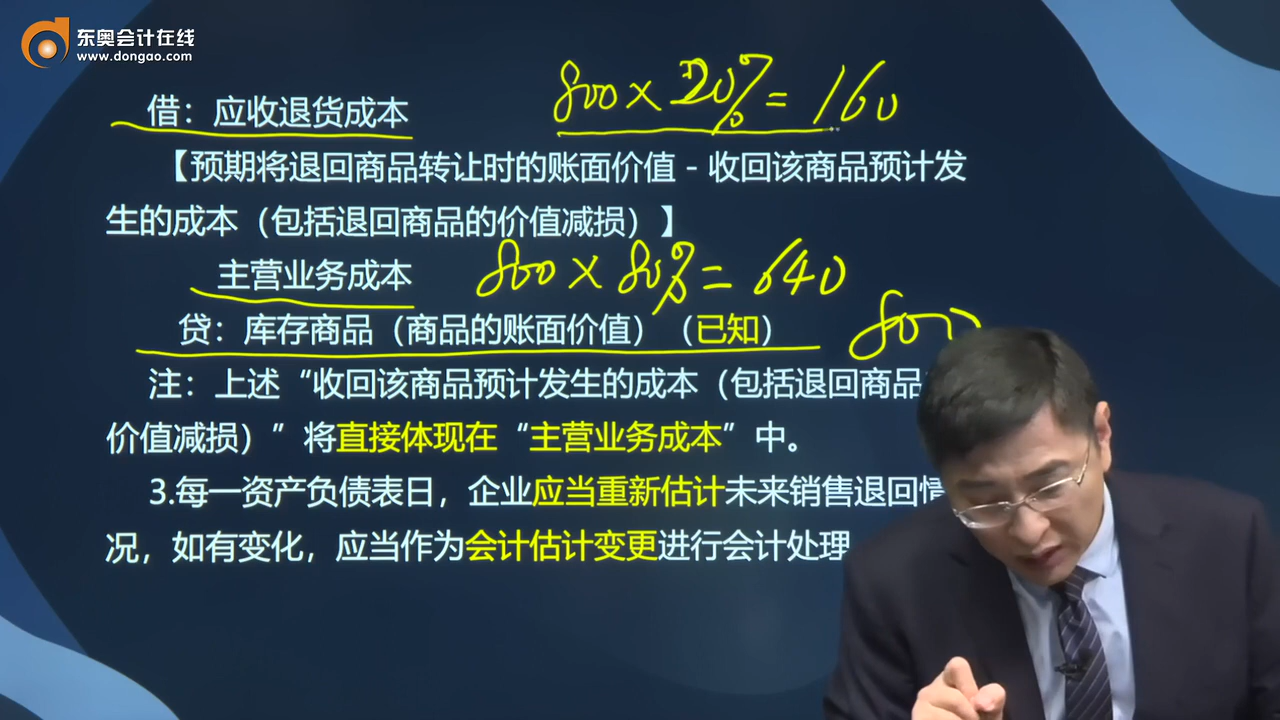 东奥会计在线
www.dongao.com
800×20%=160
借：应收退货成本
【预期将退回商品转让时的账面价值－收回该商品预计发
生的成本（包括退回商品的价值减损）】
主营业务成本 800×80%=640
贷：库存商品（商品的账面价值）（已知） 800
注：上述“收回该商品预计发生的成本（包括退回商品
价值减损）”将直接体现在“主营业务成本”中。
3.每一资产负债表日，企业应当重新估计未来销售退回情
况，如有变化，应当作为会计估计变更进行会计处理